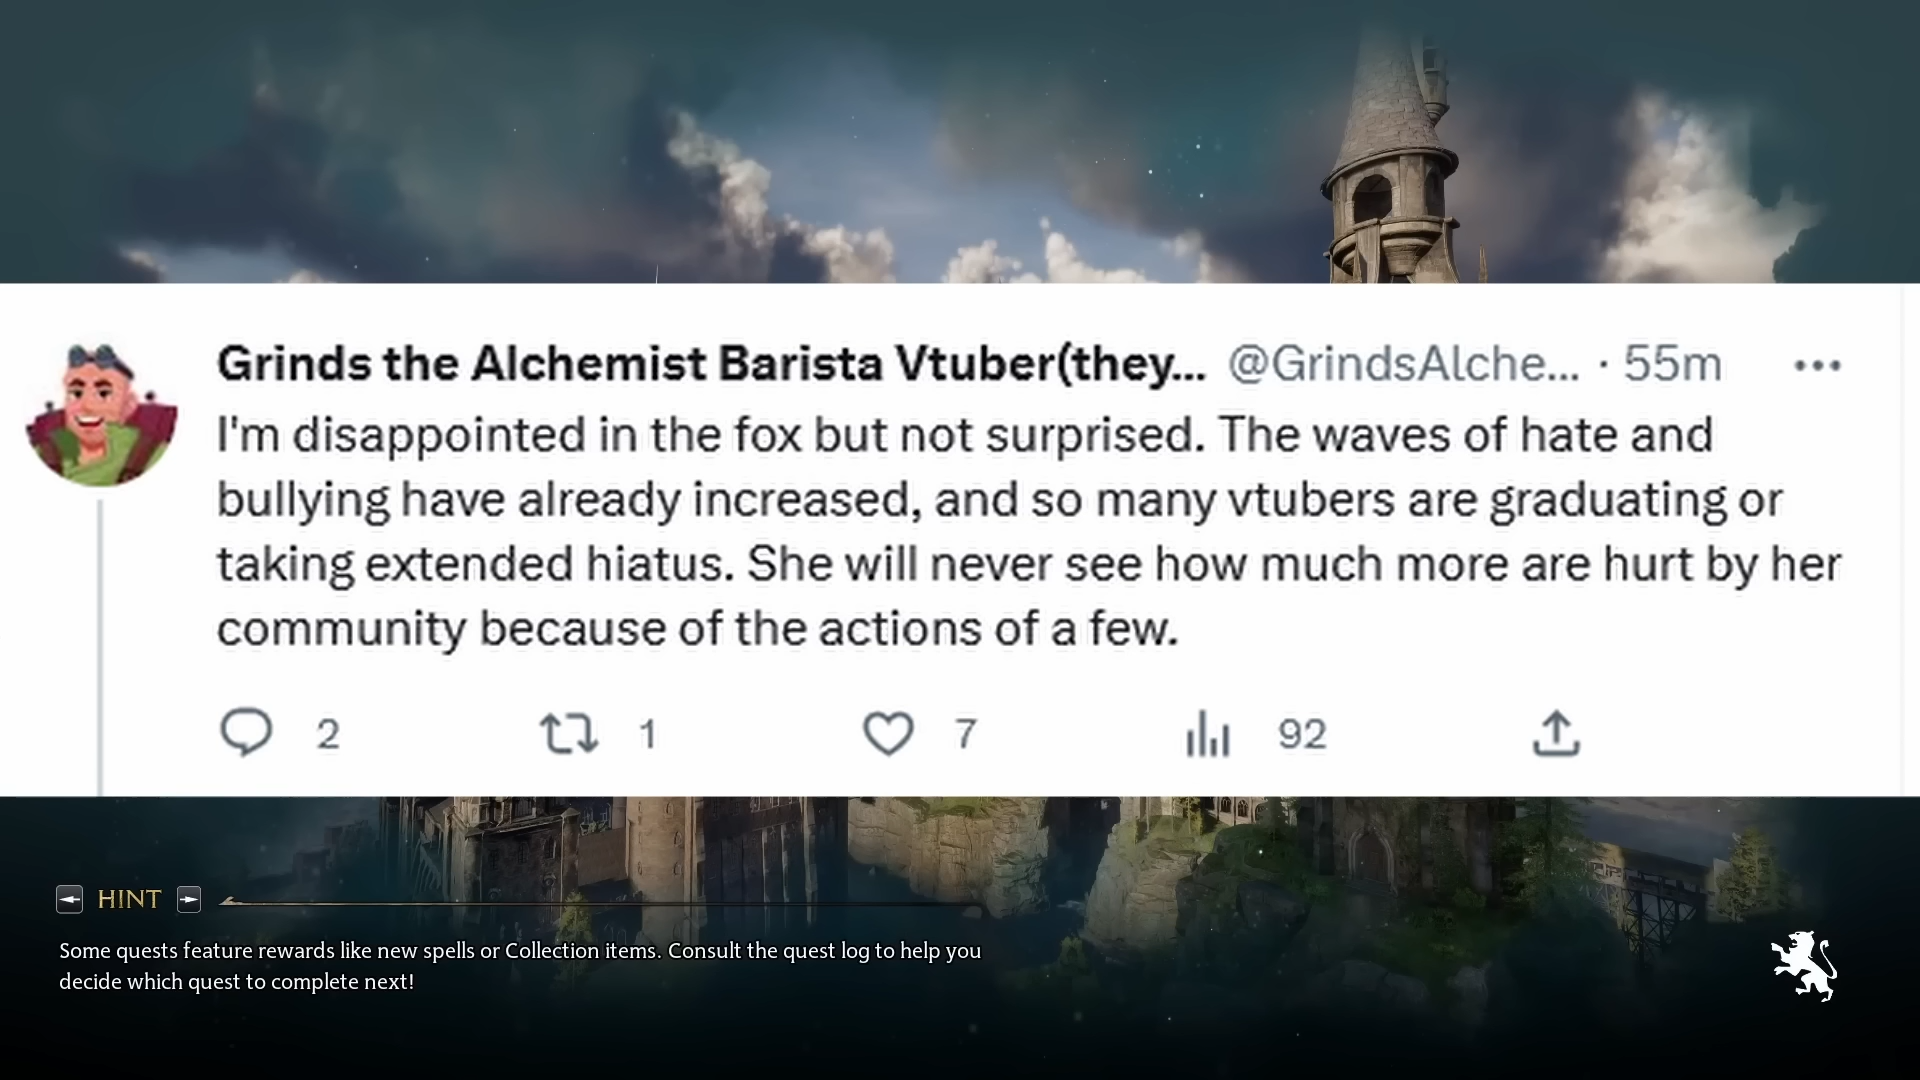 Grinds the Alchemist Barista Vtuber(they... @GrindsAlche... · 55m
I'm disappointed in the fox but not surprised. The waves of hate and
bullying have already increased, and so many vtubers are graduating or
taking extended hiatus. She will never see how much more are hurt by her
community because of the actions of a few.
2 1 7 92
HINT
Some quests feature rewards like new spells or Collection items. Consult the quest log to help you
decide which quest to complete next!